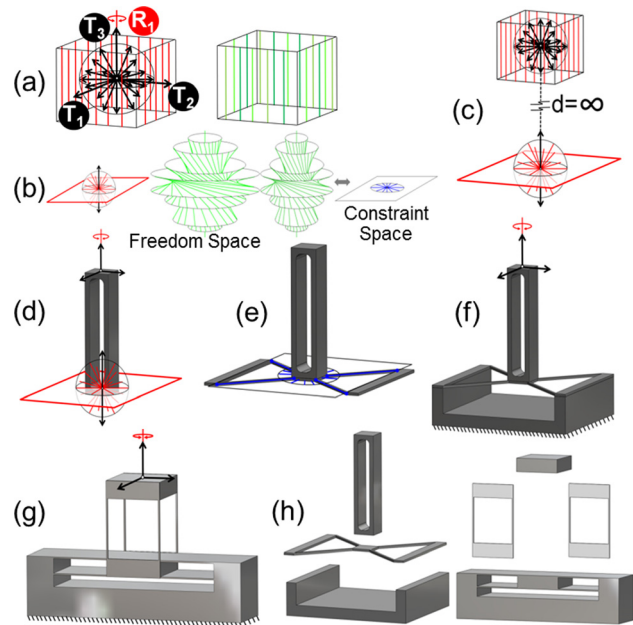 T3
R1
(a)
T1
T2
(c)
d=∞
(b)
Freedom Space
Constraint
Space
(d)
(e)
(f)
(g)
(h)